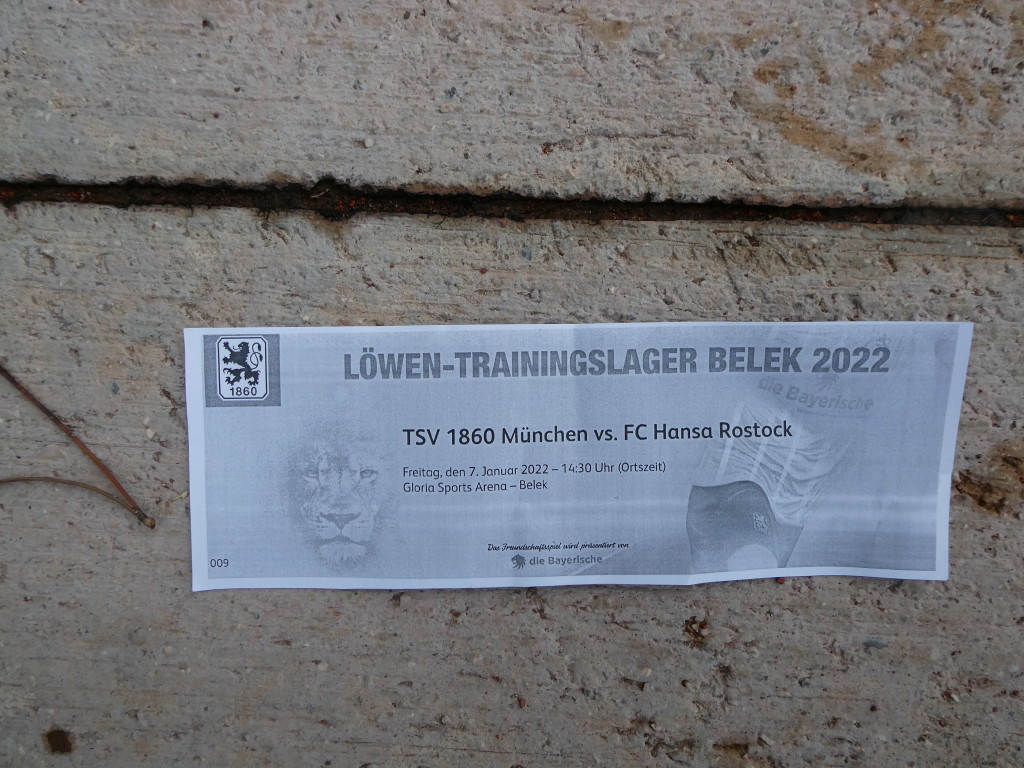 1860
LÖWEN-TRAININGSLAGER BELEK 2022
die Bayerische
TSV 1860 München vs. FC Hansa Rostock
Freitag, den 7. Januar 2022 – 14:30 Uhr (Ortszeit)
Gloria Sports Arena – Belek
Das Freundschaftsspiel wird präsentiert von
die Bayerische
009